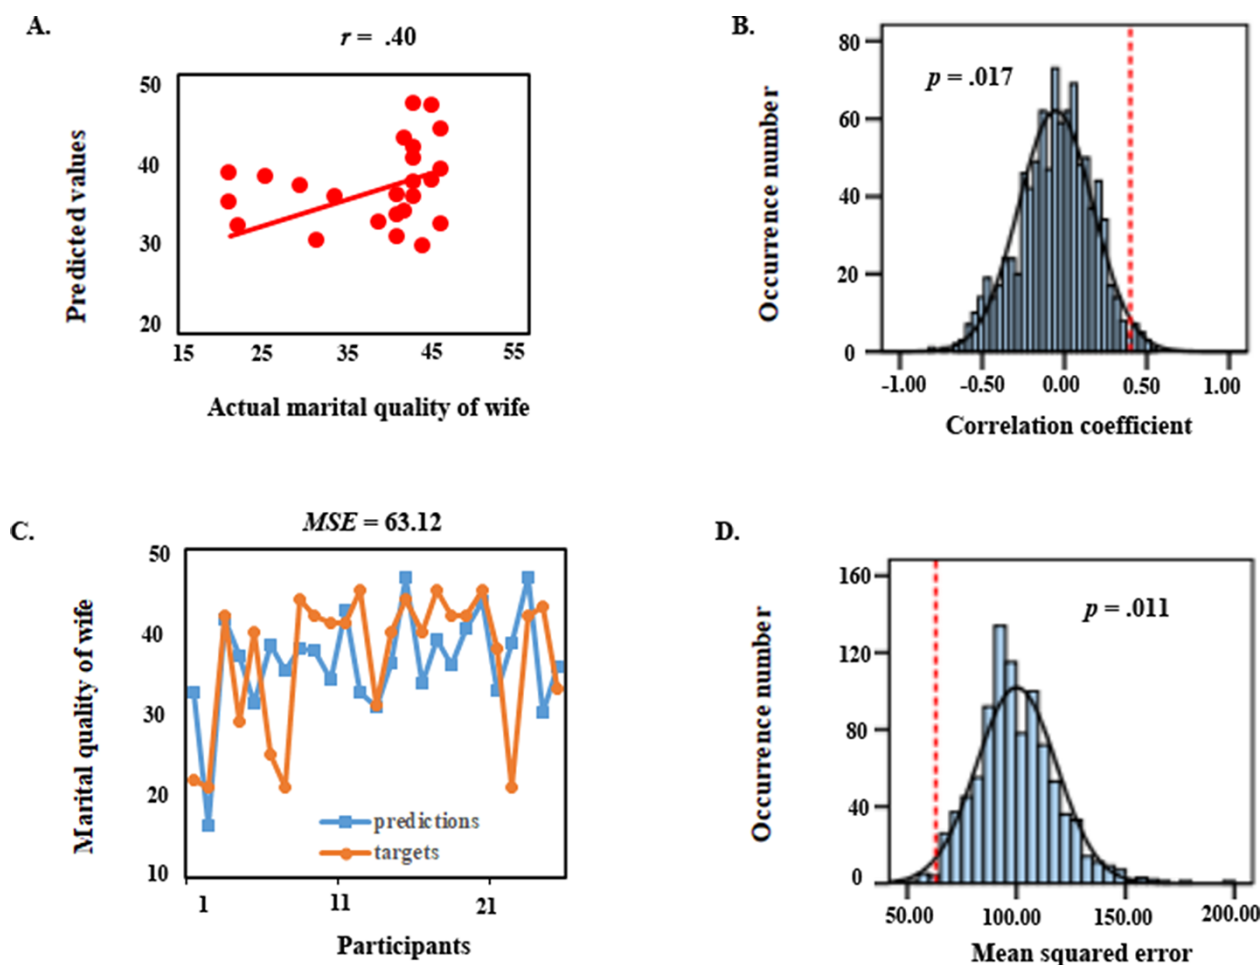 A.
r = .40
Predicted values
50
40
30
20
15 25 35 45 55
Actual marital quality of wife
B.
p = .017
Occurrence number
80
60
40
20
0
-1.00 -0.50 0.00 0.50 1.00
Correlation coefficient
C.
MSE = 63.12
Marital quality of wife
50
40
30
20
10
predictions
targets
1 11 21
Participants
D.
p = .011
Occurrence number
160
120
80
40
0
50.00 100.00 150.00 200.00
Mean squared error